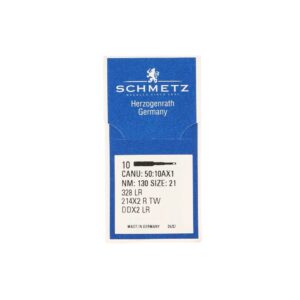 SCHMETZ
Herzogenrath
Germany
10
CANU: 50:10AX1
NM: 130 SIZE: 21
328 LR
214X2 R TW
DDX2 LR
MADE IN GERMANY